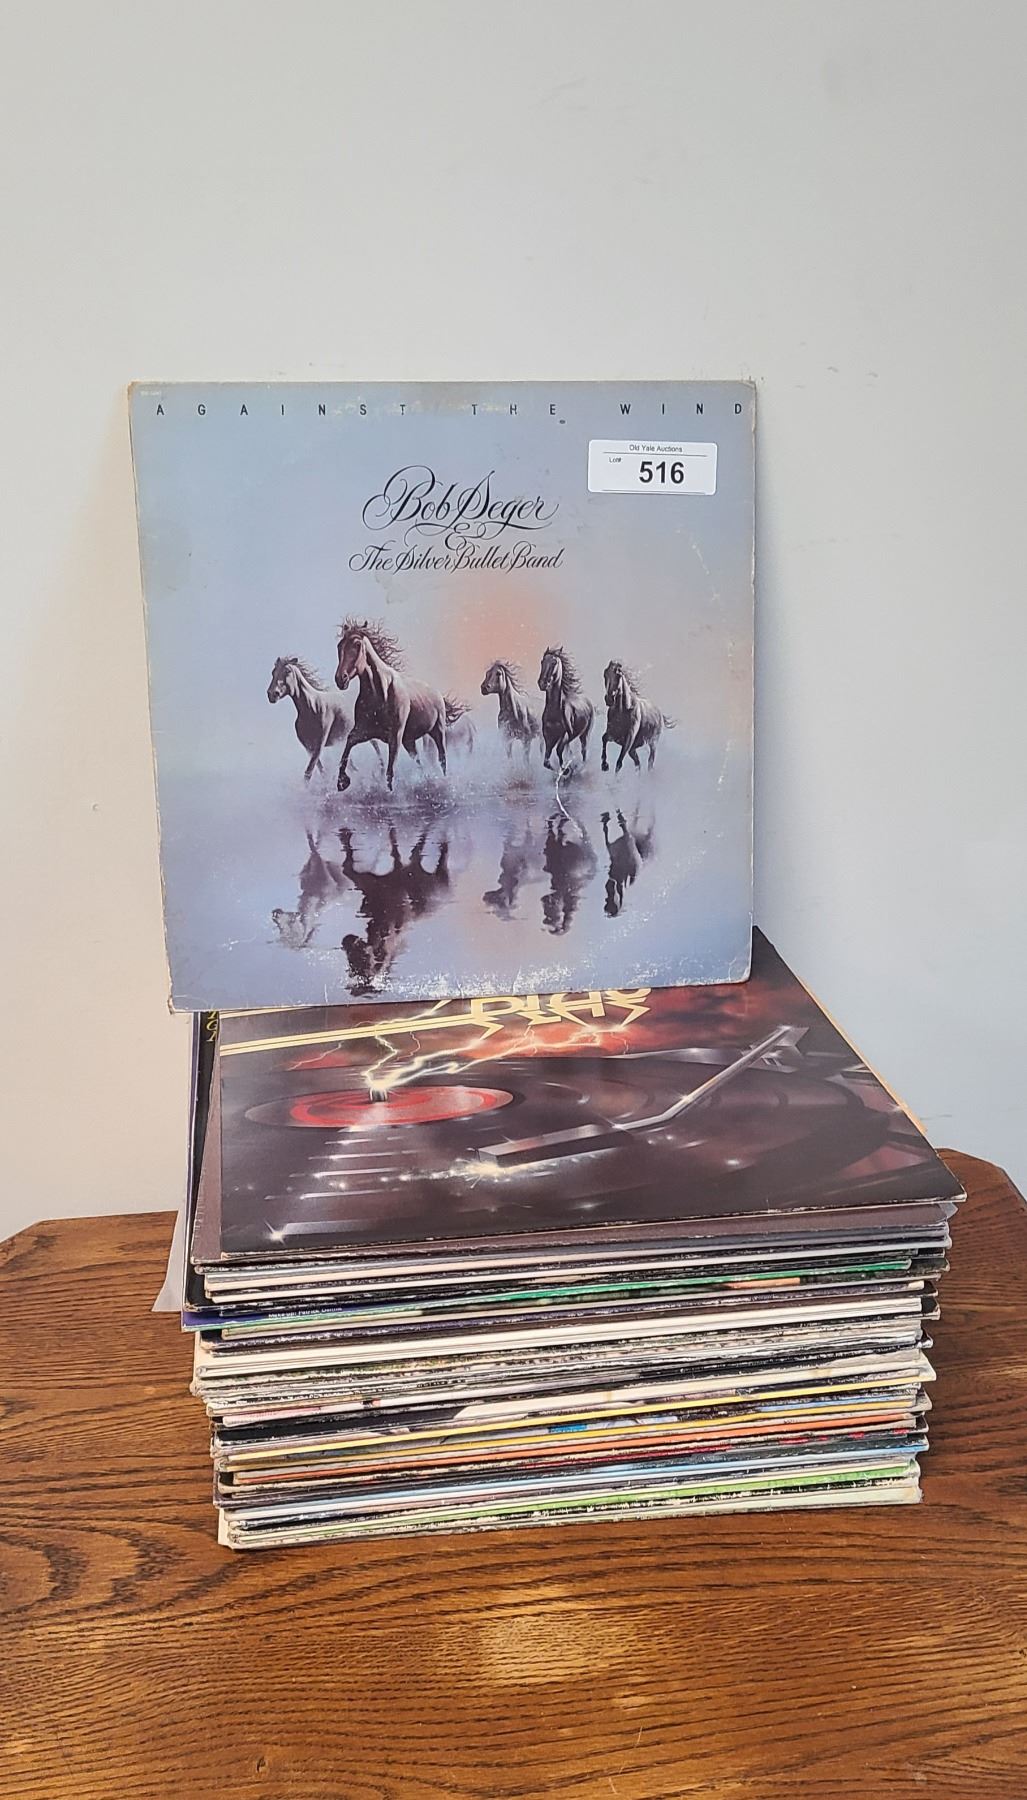 AGAINST THE WIND
Old Yale Auctions
Lot#
516
Bob Seger
&
The Silver Bullet Band